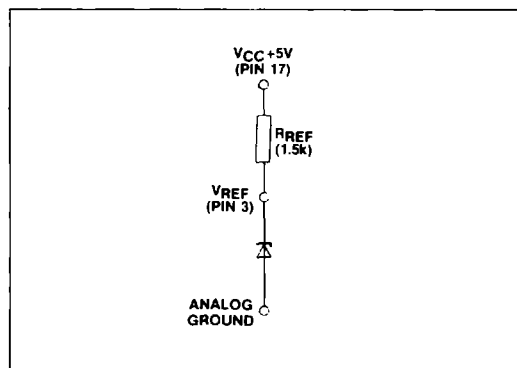 VCC+5V
(PIN 17)
RREF
(1.5k)
VREF
(PIN 3)
ANALOG
GROUND